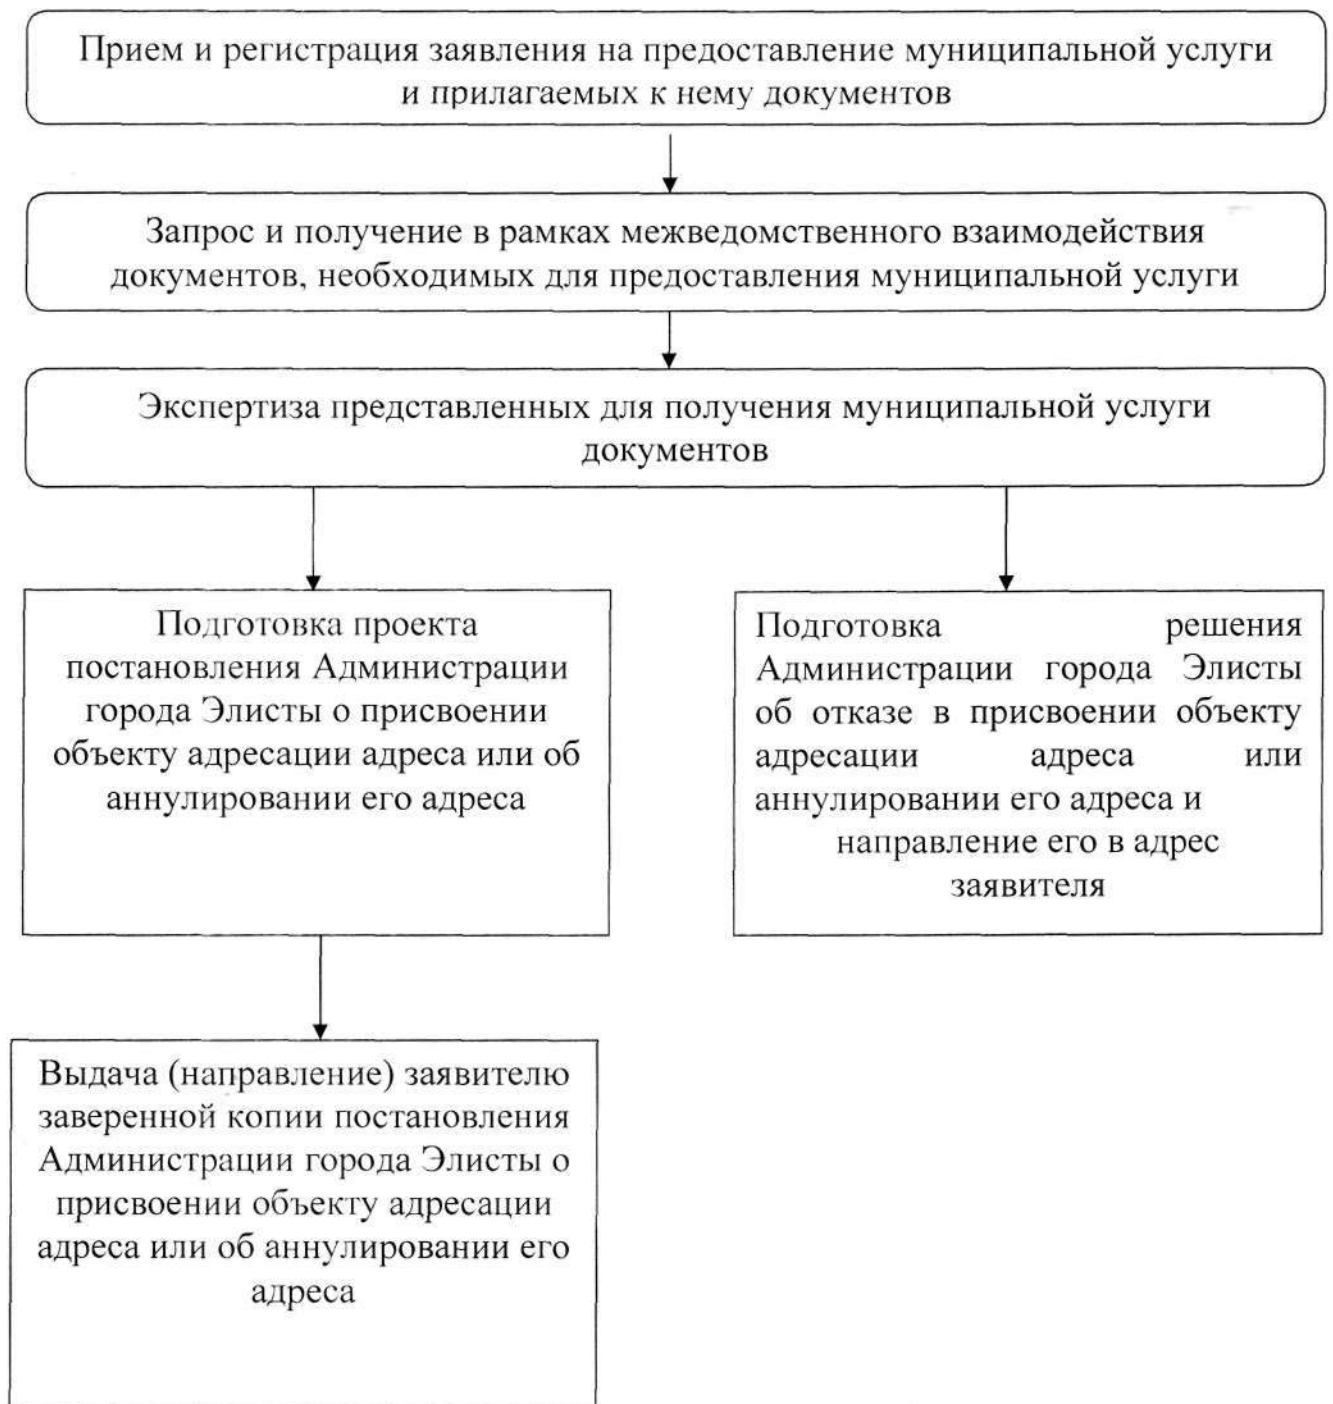 Прием и регистрация заявления на предоставление муниципальной услуги
и прилагаемых к нему документов
Запрос и получение в рамках межведомственного взаимодействия
документов, необходимых для предоставления муниципальной услуги
Экспертиза представленных для получения муниципальной услуги
документов
Подготовка проекта
постановления Администрации
города Элисты о присвоении
объекту адресации адреса или об
аннулировании его адреса
Подготовка решения
Администрации города Элисты
об отказе в присвоении объекту
адресации адреса или
аннулировании его адреса и
направление его в адрес
заявителя
Выдача (направление) заявителю
заверенной копии постановления
Администрации города Элисты о
присвоении объекту адресации
адреса или об аннулировании его
адреса